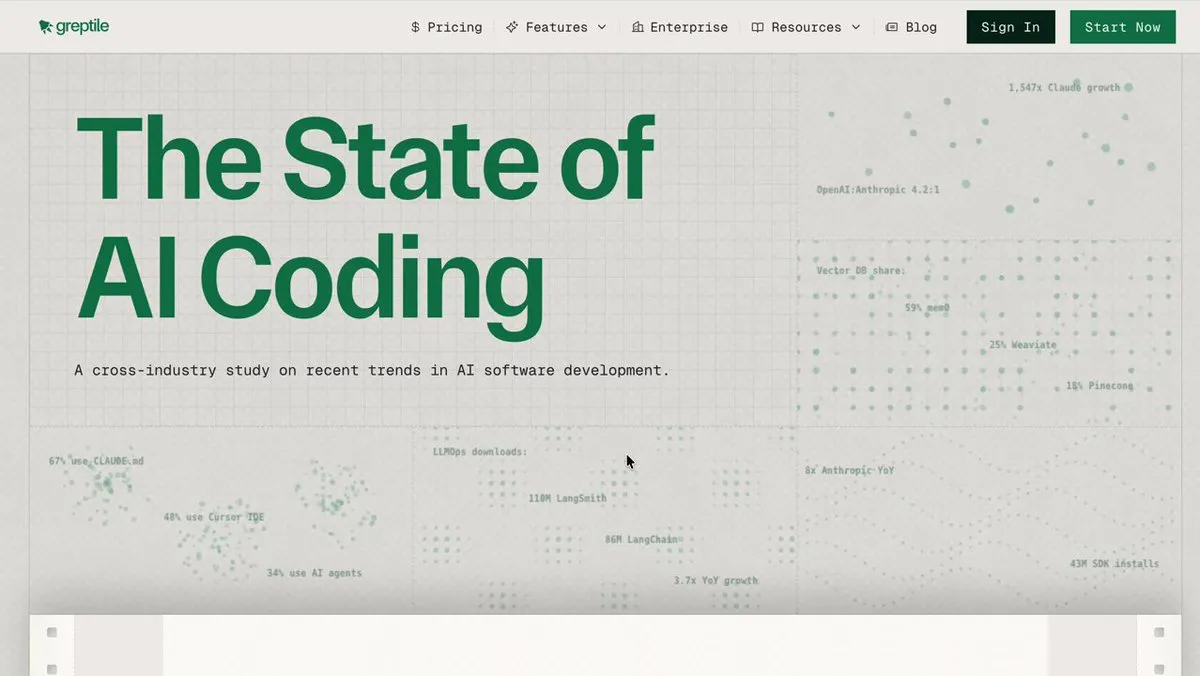 greptile
$ Pricing
Features
Enterprise
Resources
Blog
Sign In
Start Now
The State of
AI Coding
A cross-industry study on recent trends in AI software development.
1,547x Claude growth
OpenAI:Anthropic 4.2:1
Vector DB share:
59% mem0
25% Weaviate
18% Pinecone
67% use CLAUDE.md
48% use Cursor IDE
34% use AI agents
LLMOps downloads:
110M LangSmith
86M LangChain
3.7x YoY growth
8x Anthropic YoY
43M SDK installs